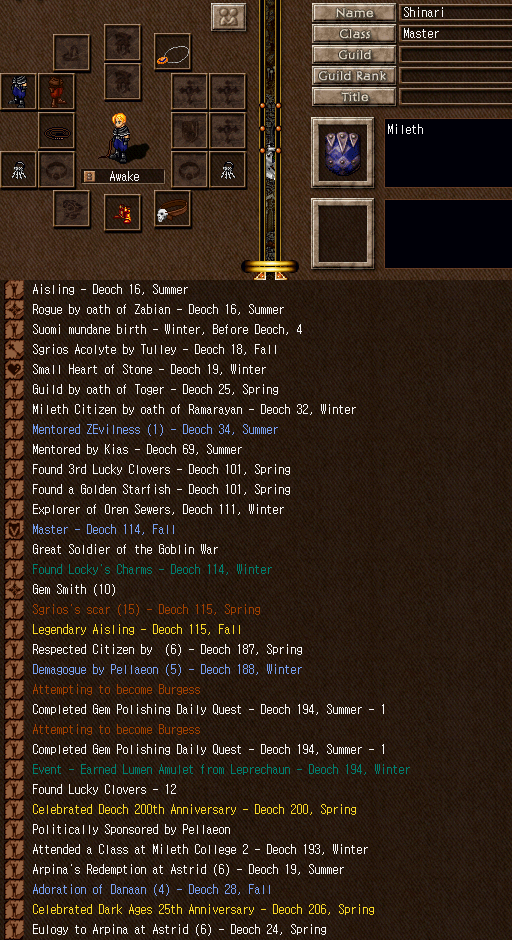 Name Shinari
Class Master
Guild
Guild Rank
Title
Mileth
Awake
Aisling - Deoch 16, Summer
Rogue by oath of Zabian - Deoch 16, Summer
Suomi mundane birth - Winter, Before Deoch, 4
Sgrios Acolyte by Tulley - Deoch 18, Fall
Small Heart of Stone - Deoch 19, Winter
Guild by oath of Toger - Deoch 25, Spring
Mileth Citizen by oath of Ramarayan - Deoch 32, Winter
Mentored ZEvilness (1) - Deoch 34, Summer
Mentored by Kias - Deoch 69, Summer
Found 3rd Lucky Clovers - Deoch 101, Spring
Found a Golden Starfish - Deoch 101, Spring
Explorer of Oren Sewers, Deoch 111, Winter
Master - Deoch 114, Fall
Great Soldier of the Goblin War
Found Locky's Charms - Deoch 114, Winter
Gem Smith (10)
Sgrios's scar (15) - Deoch 115, Spring
Legendary Aisling - Deoch 115, Fall
Respected Citizen by  (6) - Deoch 187, Spring
Demagogue by Pellaeon (5) - Deoch 188, Winter
Attempting to become Burgess
Completed Gem Polishing Daily Quest - Deoch 194, Summer - 1
Attempting to become Burgess
Completed Gem Polishing Daily Quest - Deoch 194, Summer - 1
Event - Earned Lumen Amulet from Leprechaun - Deoch 194, Winter
Found Lucky Clovers - 12
Celebrated Deoch 200th Anniversary - Deoch 200, Spring
Politically Sponsored by Pellaeon
Attended a Class at Mileth College 2 - Deoch 193, Winter
Arpina's Redemption at Astrid (6) - Deoch 19, Summer
Adoration of Danaan (4) - Deoch 28, Fall
Celebrated Dark Ages 25th Anniversary - Deoch 206, Spring
Eulogy to Arpina at Astrid (6) - Deoch 24, Spring